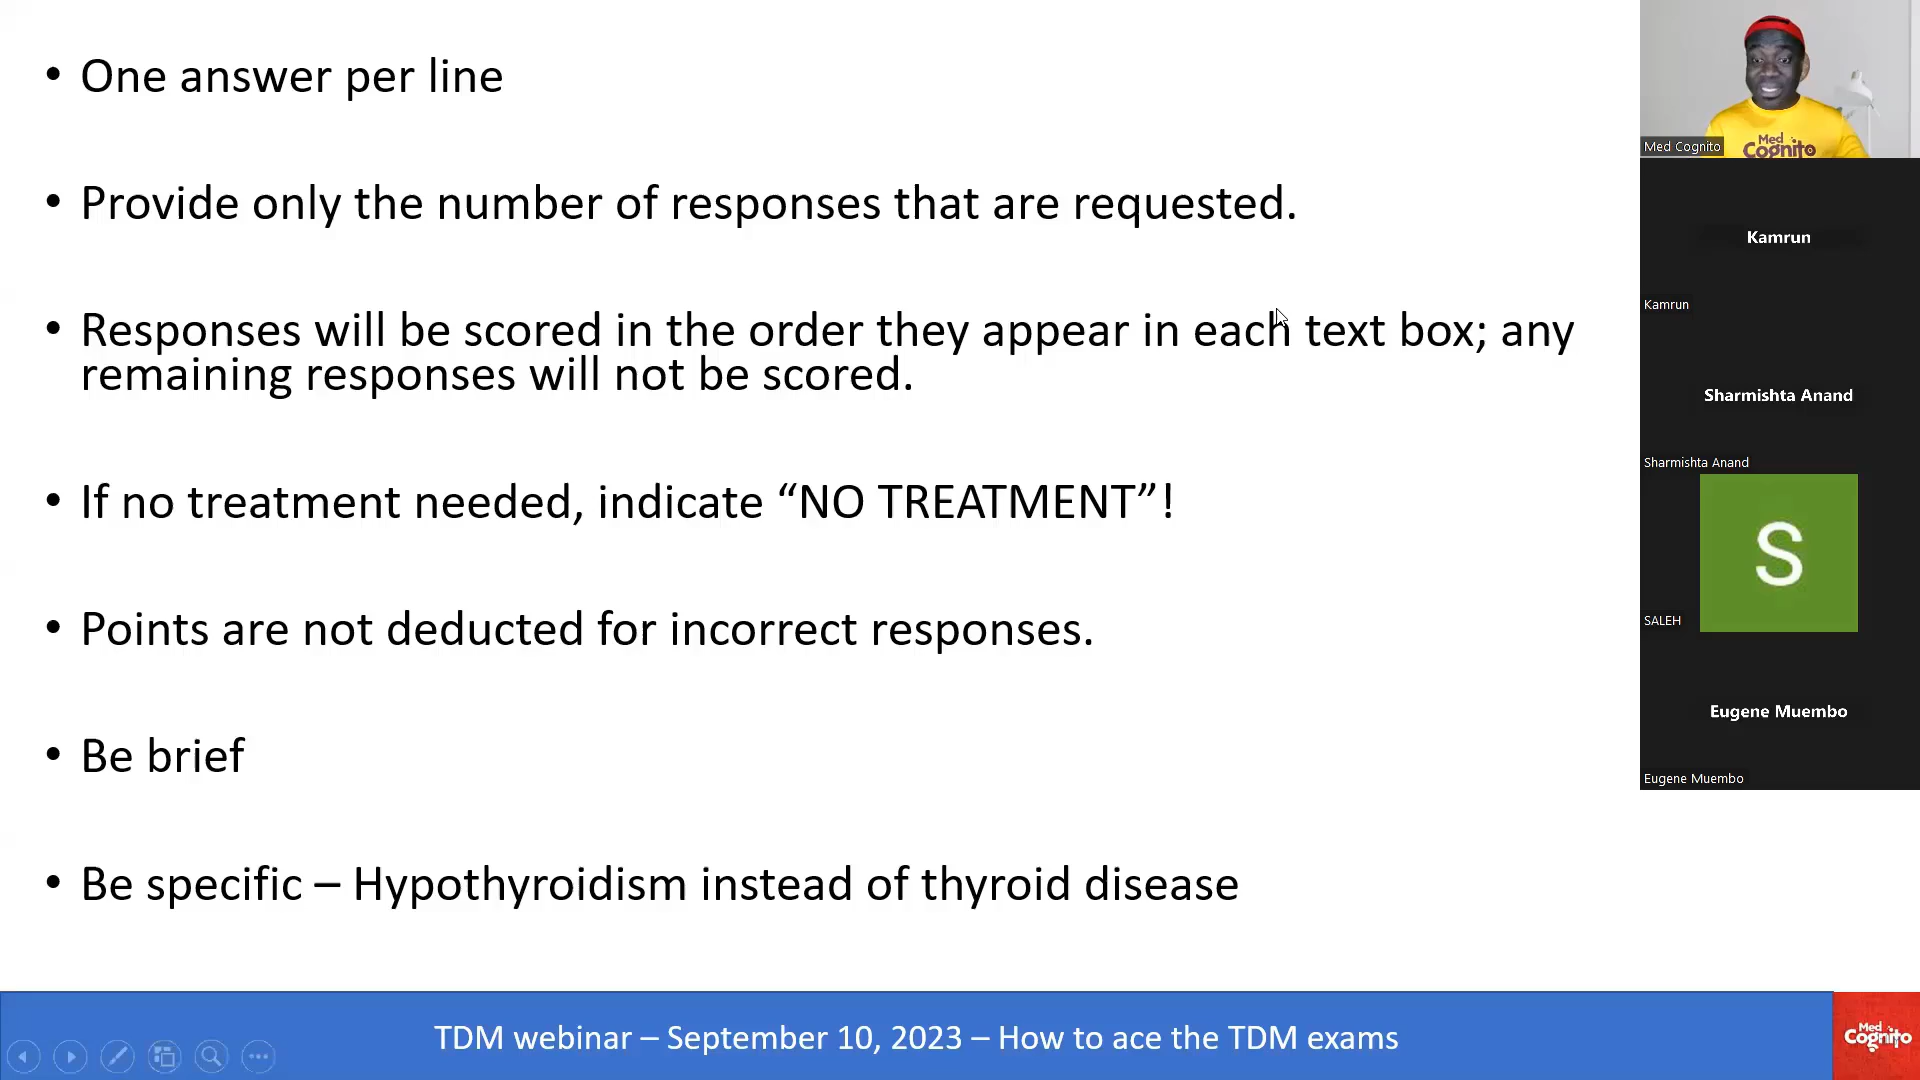 • One answer per line
• Provide only the number of responses that are requested.
• Responses will be scored in the order they appear in each text box; any
remaining responses will not be scored.
• If no treatment needed, indicate “NO TREATMENT”!
• Points are not deducted for incorrect responses.
• Be brief
• Be specific – Hypothyroidism instead of thyroid disease
TDM webinar – September 10, 2023 – How to ace the TDM exams
Med
Cognito
Med
Cognito
Med Cognito
Kamrun
Kamrun
Sharmishta Anand
Sharmishta Anand
S
SALEH
Eugene Muembo
Eugene Muembo